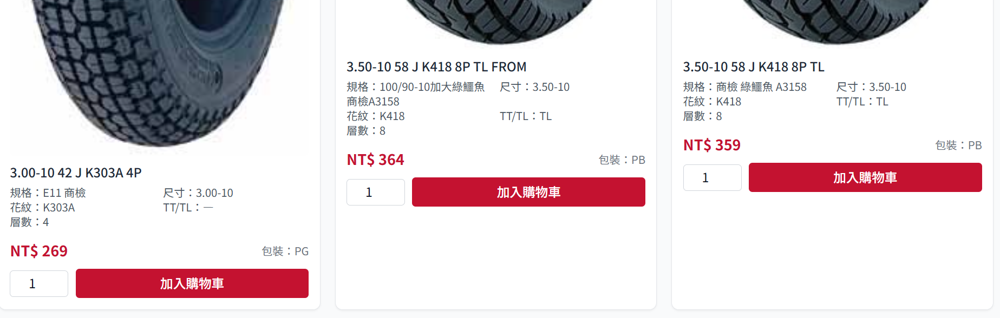 3.00-10 42 J K303A 4P
規格：E11 商檢
尺寸：3.00-10
花紋：K303A
TT/TL：—
層數：4
NT$ 269
包裝：PG
1
加入購物車
3.50-10 58 J K418 8P TL FROM
規格：100/90-10加大綠鱷魚
商檢A3158
尺寸：3.50-10
花紋：K418
TT/TL：TL
層數：8
NT$ 364
包裝：PB
1
加入購物車
3.50-10 58 J K418 8P TL
規格：商檢 綠鱷魚 A3158
尺寸：3.50-10
花紋：K418
TT/TL：TL
層數：8
NT$ 359
包裝：PB
1
加入購物車